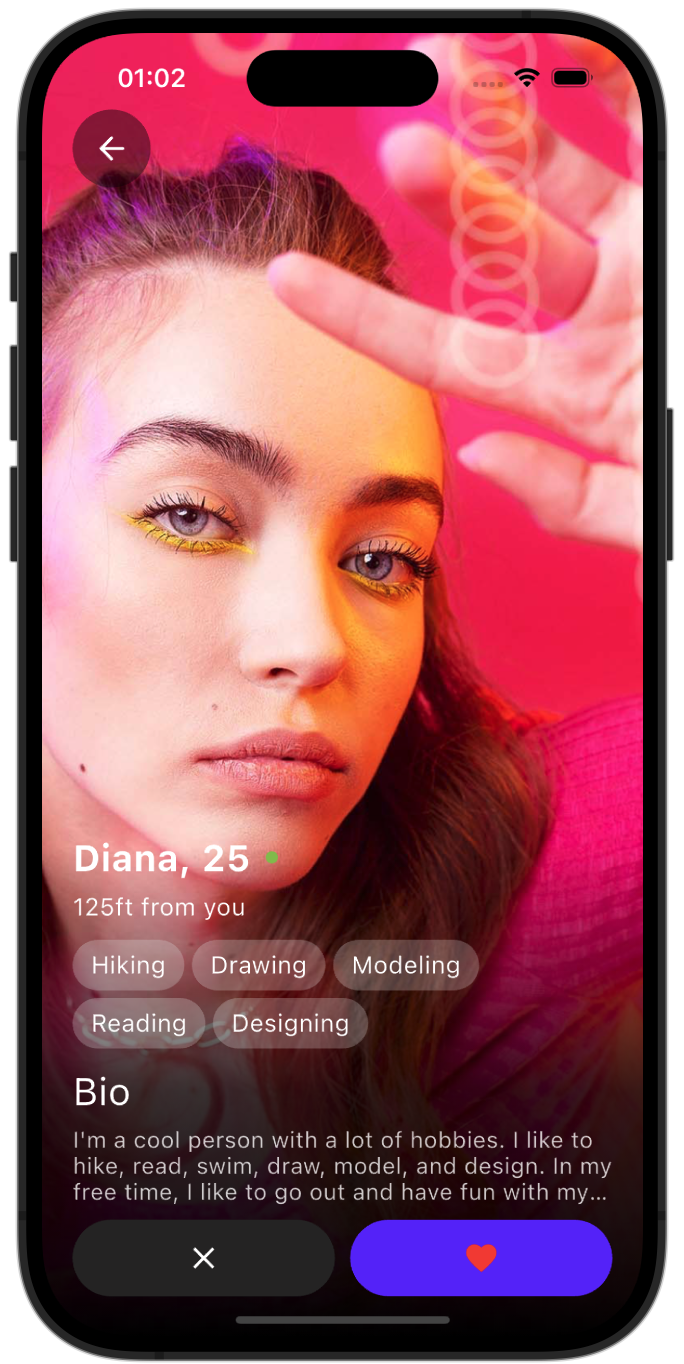 01:02
Diana, 25
125ft from you
Hiking Drawing Modeling
Reading Designing
Bio
I'm a cool person with a lot of hobbies. I like to
hike, read, swim, draw, model, and design. In my
free time, I like to go out and have fun with my...